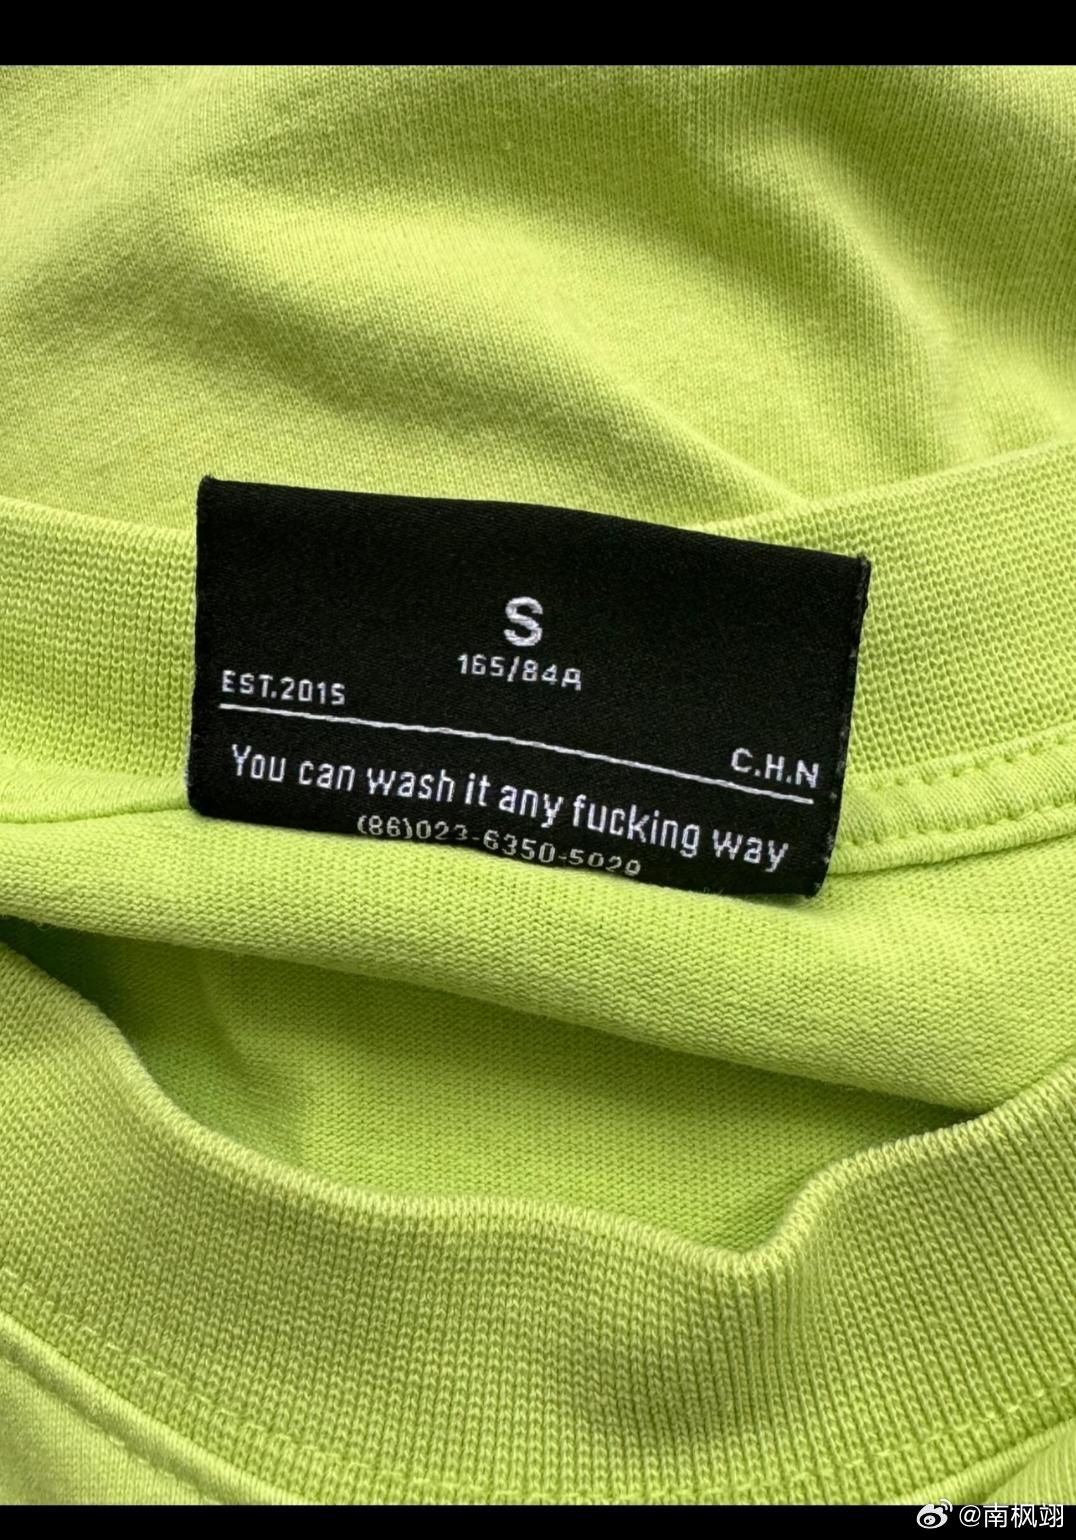 S
165/84A
EST.2015
C.H.N
You can wash it any fucking way
(86)023-6350-5029
@南枫翊